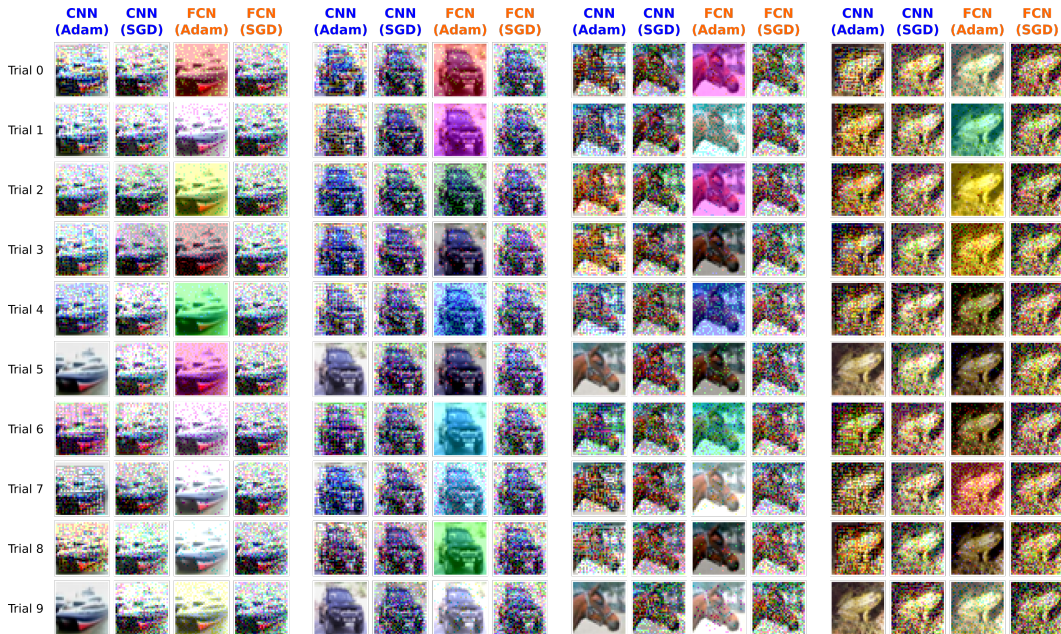 CNN (Adam) CNN (SGD) FCN (Adam) FCN (SGD) CNN (Adam) CNN (SGD) FCN (Adam) FCN (SGD) CNN (Adam) CNN (SGD) FCN (Adam) FCN (SGD) CNN (Adam) CNN (SGD) FCN (Adam) FCN (SGD)
Trial 0
Trial 1
Trial 2
Trial 3
Trial 4
Trial 5
Trial 6
Trial 7
Trial 8
Trial 9